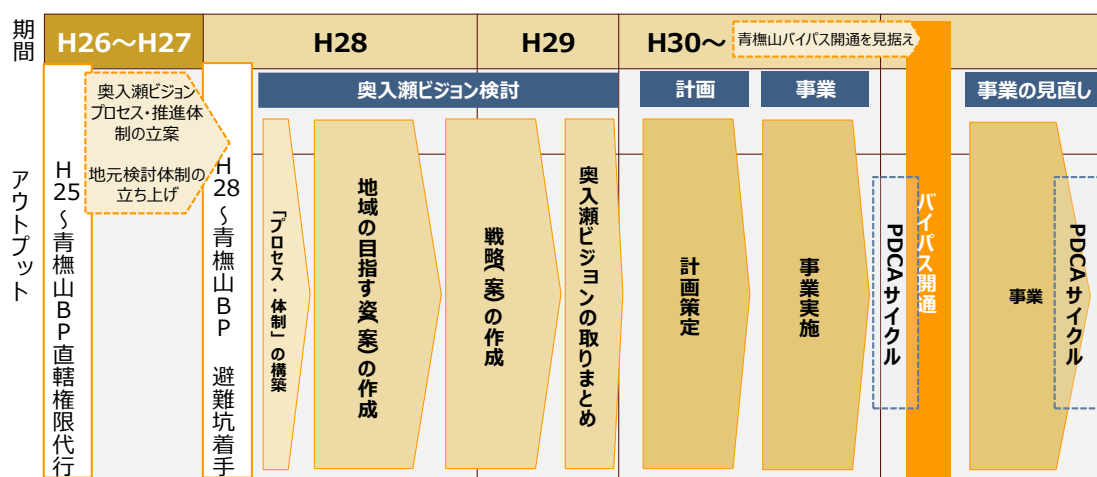 期間
H26～H27
H28
H29
H30～
青橅山バイパス開通を見据え
奥入瀬ビジョン検討
計画
事業
事業の見直し
アウトプット
H25～青橅山BP直轄権限代行
奥入瀬ビジョン
プロセス・推進体
制の立案
地元検討体制の
立ち上げ
H28～青橅山BP 避難坑着手
「プロセス・体制」の構築
地域の目指す姿(案)の作成
戦略(案)の作成
奥入瀬ビジョンの取りまとめ
計画策定
事業実施
PDCAサイクル
バイパス開通
事業
PDCAサイクル